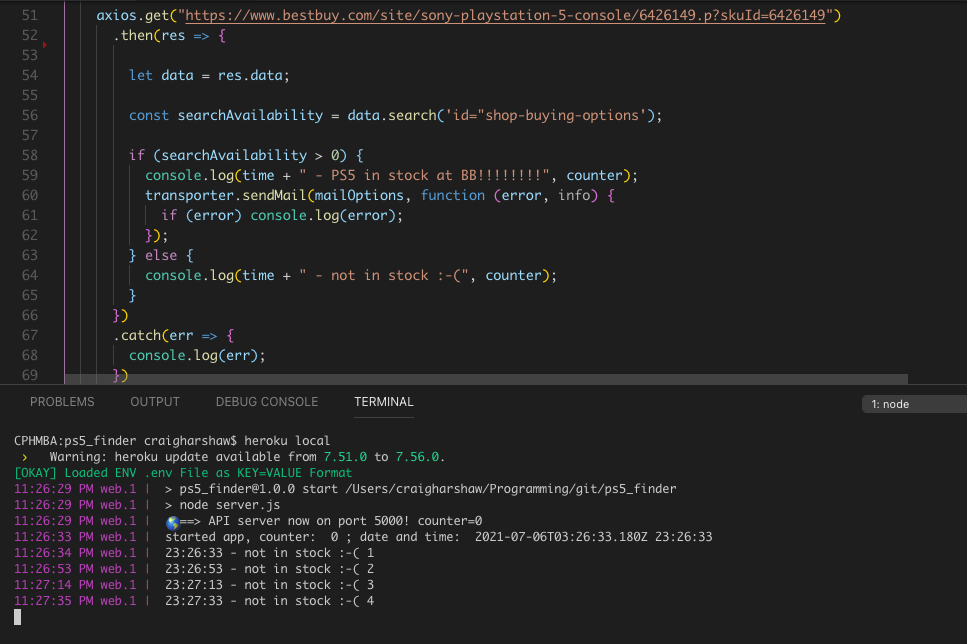 51 axios.get("https://www.bestbuy.com/site/sony-playstation-5-console/6426149.p?skuId=6426149")
52 .then(res => {
53
54 let data = res.data;
55
56 const searchAvailability = data.search('id="shop-buying-options');
57
58 if (searchAvailability > 0) {
59 console.log(time + " - PS5 in stock at BB!!!!!!!!", counter);
60 transporter.sendMail(mailOptions, function (error, info) {
61 if (error) console.log(error);
62 });
63 } else {
64 console.log(time + " - not in stock :-(", counter);
65 }
66 })
67 .catch(err => {
68 console.log(err);
69 })
PROBLEMS OUTPUT DEBUG CONSOLE TERMINAL 1: node
CPHMBA:ps5_finder craigharshaw$ heroku local
› Warning: heroku update available from 7.51.0 to 7.56.0.
[OKAY] Loaded ENV .env File as KEY=VALUE Format
11:26:29 PM web.1 | > ps5_finder@1.0.0 start /Users/craigharshaw/Programming/git/ps5_finder
11:26:29 PM web.1 | > node server.js
11:26:29 PM web.1 | 🌎==> API server now on port 5000! counter=0
11:26:33 PM web.1 | started app, counter: 0 ; date and time: 2021-07-06T03:26:33.180Z 23:26:33
11:26:34 PM web.1 | 23:26:33 - not in stock :-( 1
11:26:53 PM web.1 | 23:26:53 - not in stock :-( 2
11:27:14 PM web.1 | 23:27:13 - not in stock :-( 3
11:27:35 PM web.1 | 23:27:33 - not in stock :-( 4